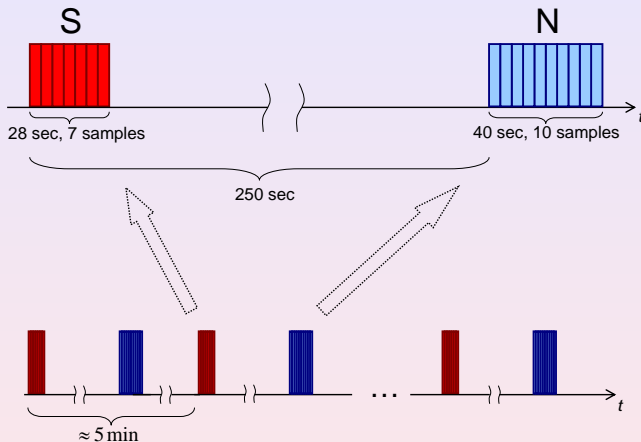 S
N
t
28 sec, 7 samples
40 sec, 10 samples
250 sec
...
t
≈ 5 min